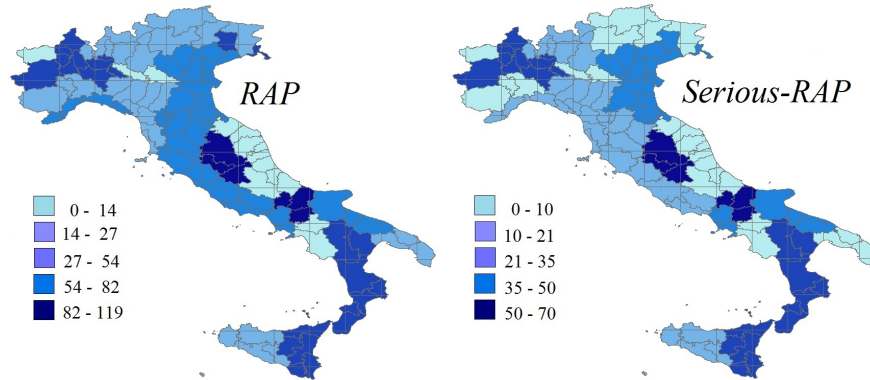 RAP
0 - 14
14 - 27
27 - 54
54 - 82
82 - 119
Serious-RAP
0 - 10
10 - 21
21 - 35
35 - 50
50 - 70